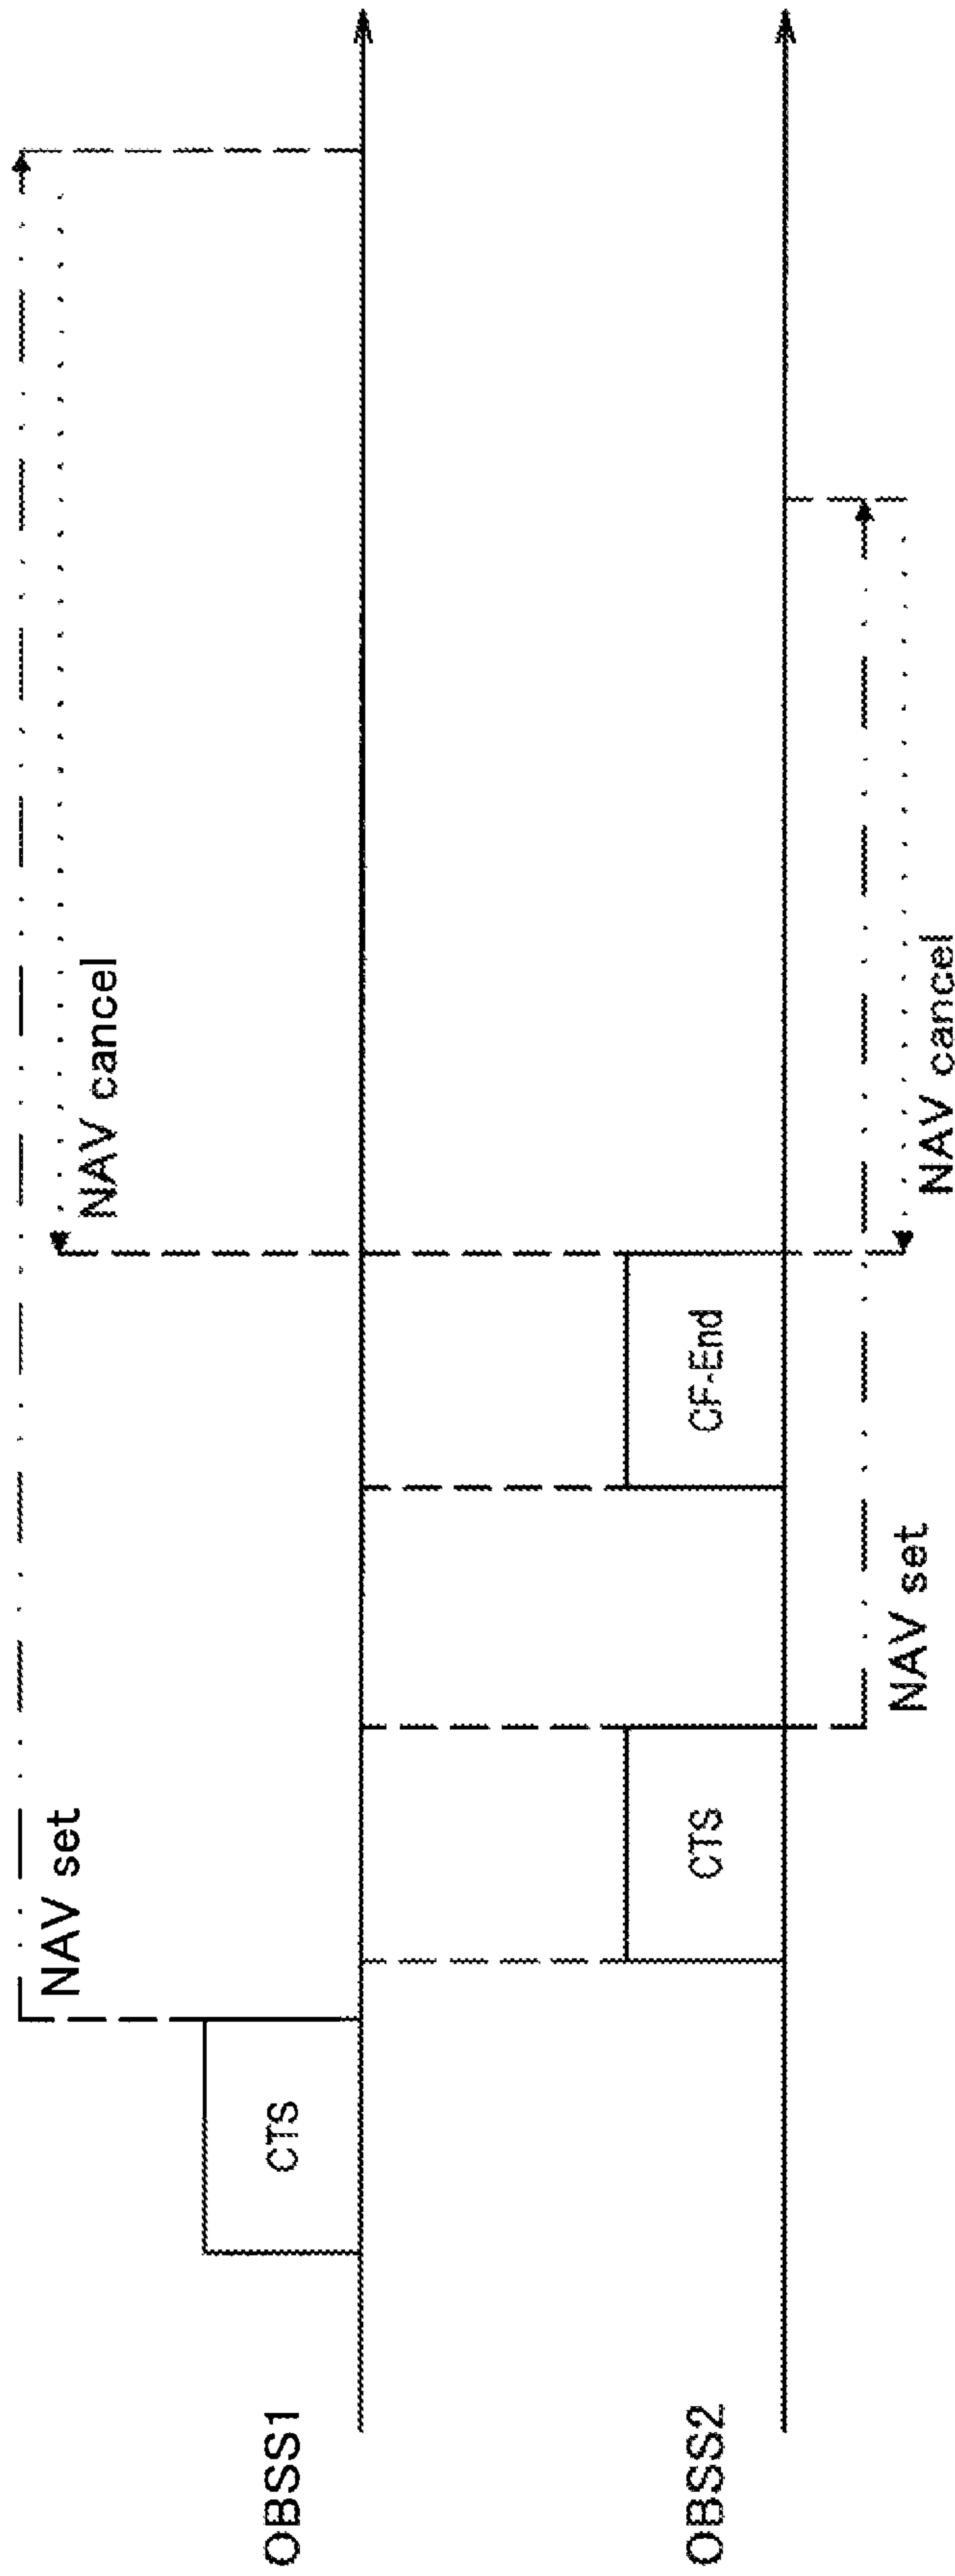 NAV set
NAV cancel
CTS
OBSS1
CTS
CF-End
OBSS2
NAV set
NAV cancel